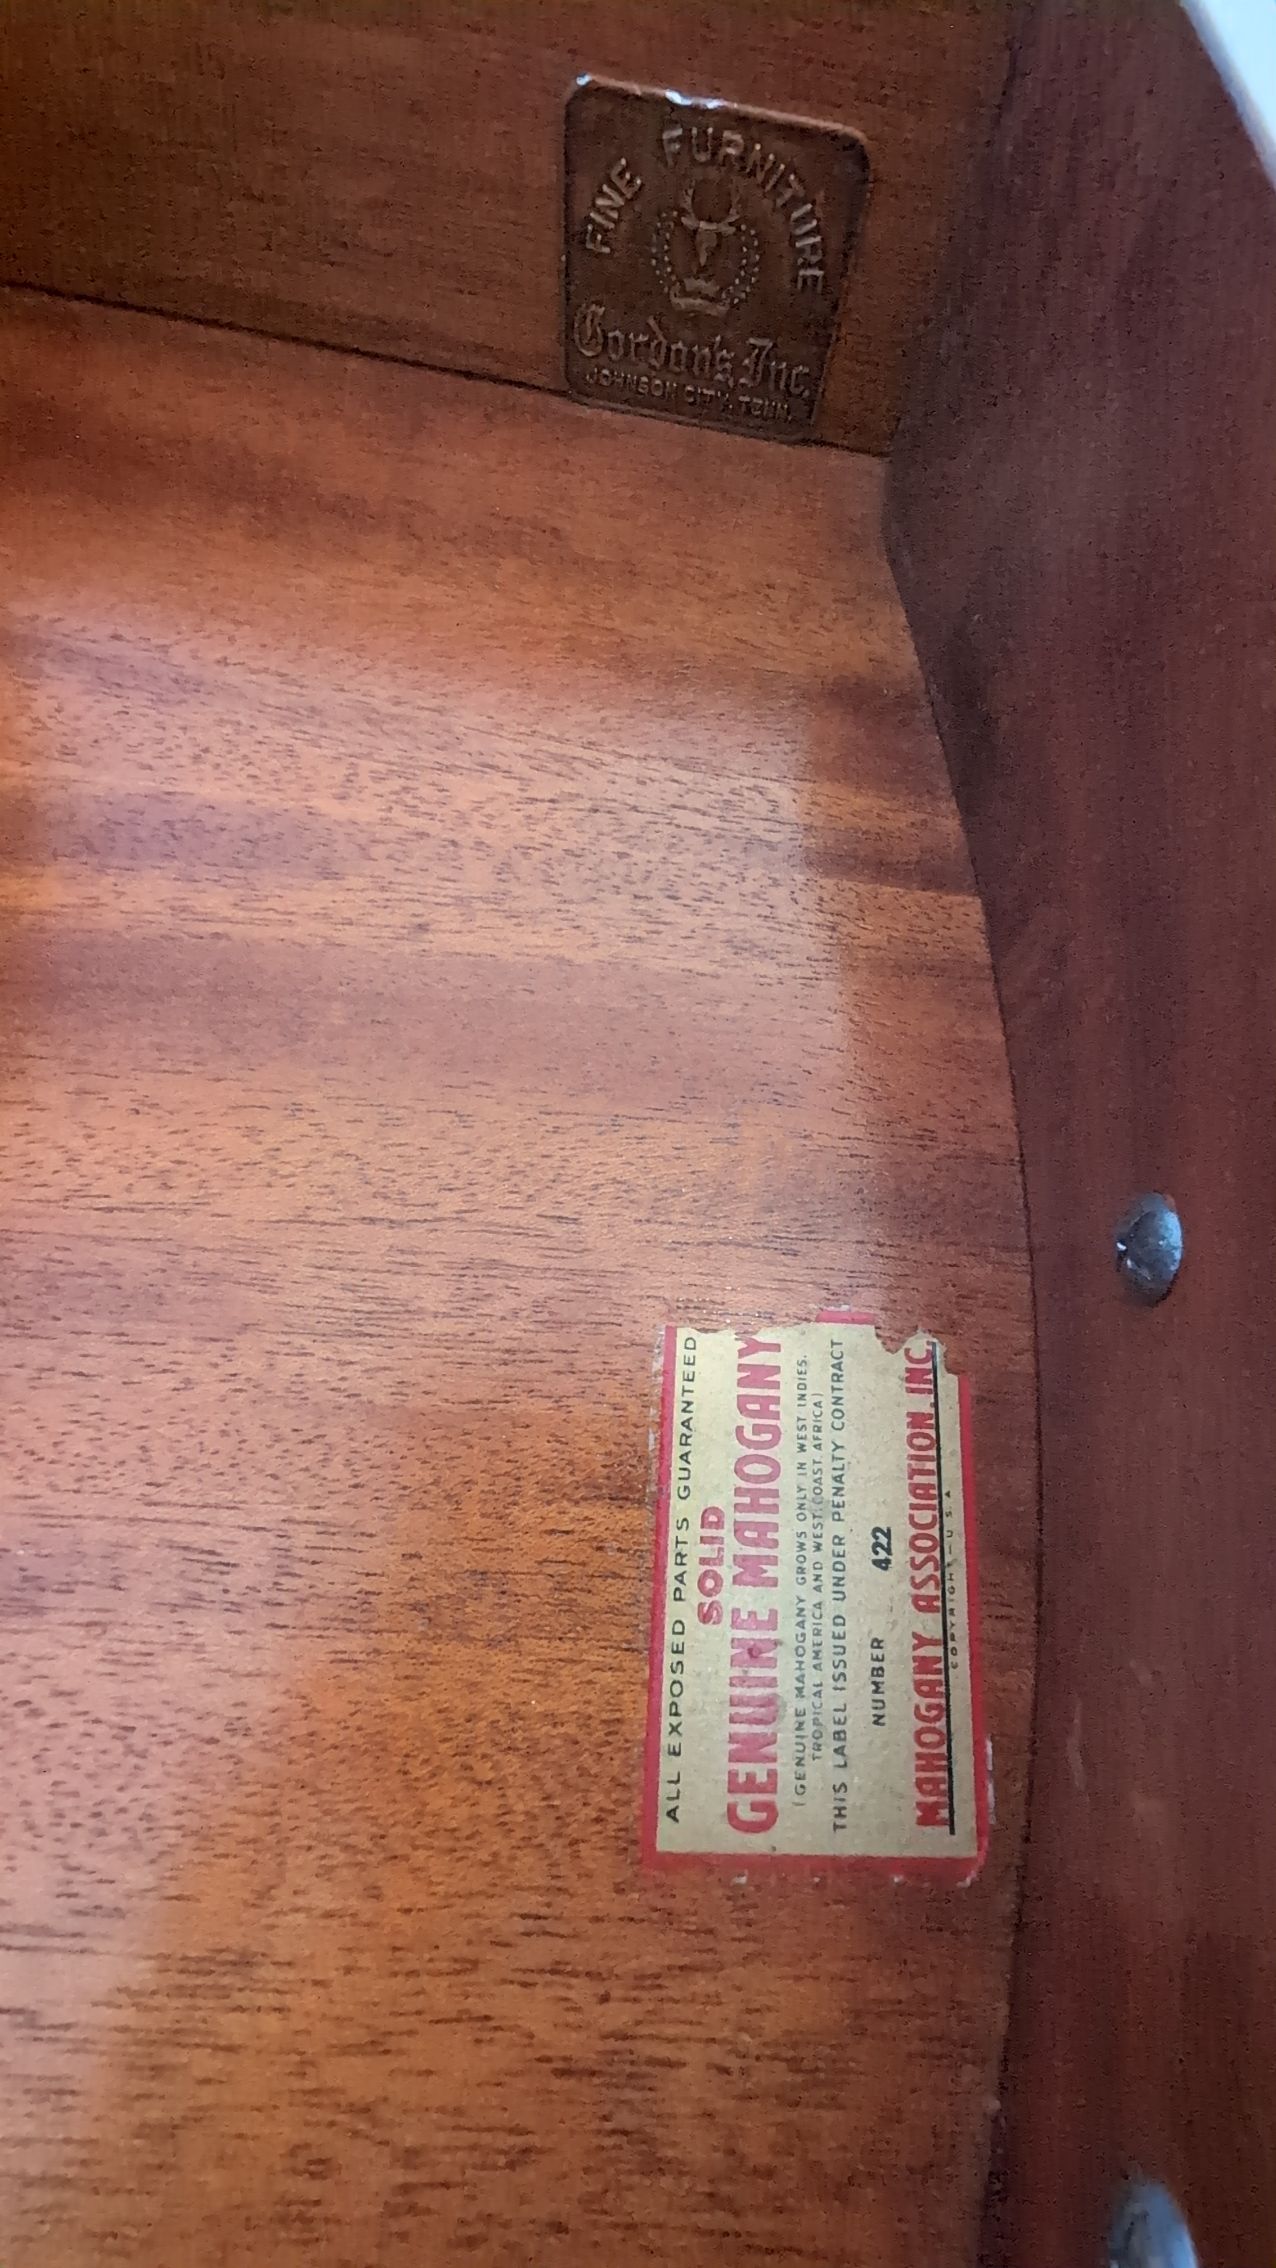 FINE FURNITURE
Gordon's Inc.
JOHNSON CITY, TENN.
ALL EXPOSED PARTS GUARANTEED
SOLID
GENUINE MAHOGANY
(GENUINE MAHOGANY GROWS ONLY IN WEST INDIES,
TROPICAL AMERICA AND WEST COAST AFRICA)
THIS LABEL ISSUED UNDER PENALTY CONTRACT
NUMBER 422
MAHOGANY ASSOCIATION, INC.
COPYRIGHT - U.S.A